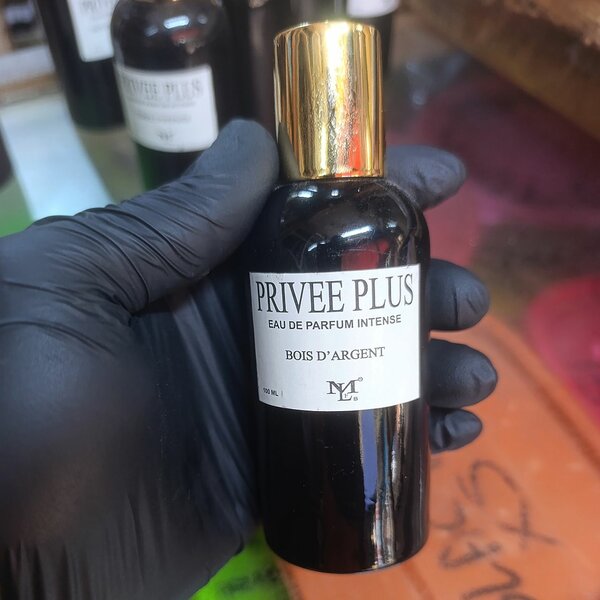 PRIVEE PLUS
EAU DE PARFUM INTENSE
BOIS D'ARGENT
100 ML
PRIVEE PLUS